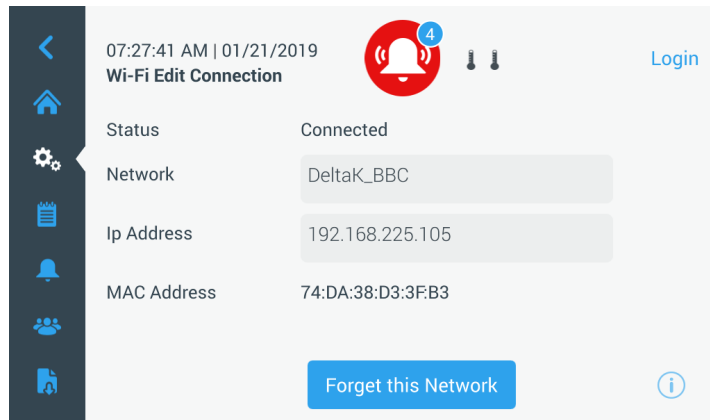 07:27:41 AM | 01/21/2019
4
Login
Wi-Fi Edit Connection
Status Connected
Network DeltaK_BBC
Ip Address 192.168.225.105
MAC Address 74:DA:38:D3:3F:B3
Forget this Network
i